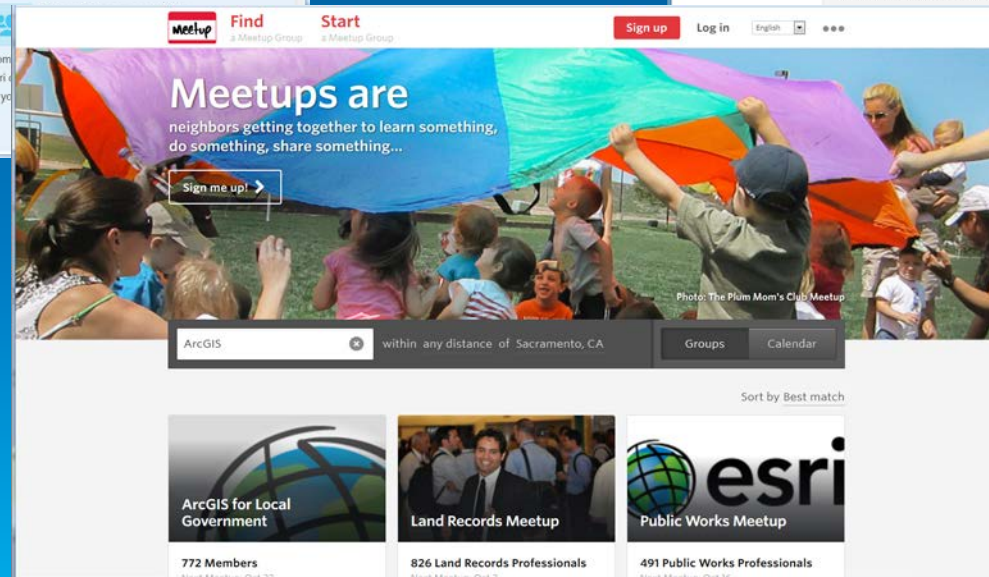 Meetup
Find
a Meetup Group
Start
a Meetup Group
Sign up
Log in
English
Meetups are
neighbors getting together to learn something,
do something, share something...
Sign me up!
Photo: The Plum Mom's Club Meetup
ArcGIS
within any distance of Sacramento, CA
Groups
Calendar
Sort by Best match
ArcGIS for Local
Government
772 Members
Land Records Meetup
826 Land Records Professionals
esri
Public Works Meetup
491 Public Works Professionals